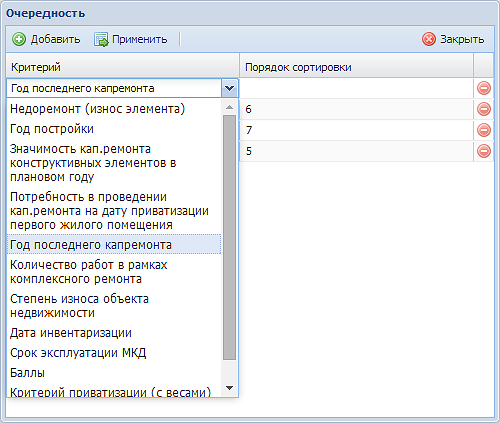 Очередность
Добавить Применить Закрыть
Критерий Порядок сортировки
Год последнего капремонта
Недоремонт (износ элемента) 6
Год постройки 7
Значимость кап.ремонта 5
конструктивных элементов в
плановом году
Потребность в проведении
кап.ремонта на дату приватизации
первого жилого помещения
Год последнего капремонта
Количество работ в рамках
комплексного ремонта
Степень износа объекта
недвижимости
Дата инвентаризации
Срок эксплуатации МКД
Баллы
Критерий приватизации (с весами)